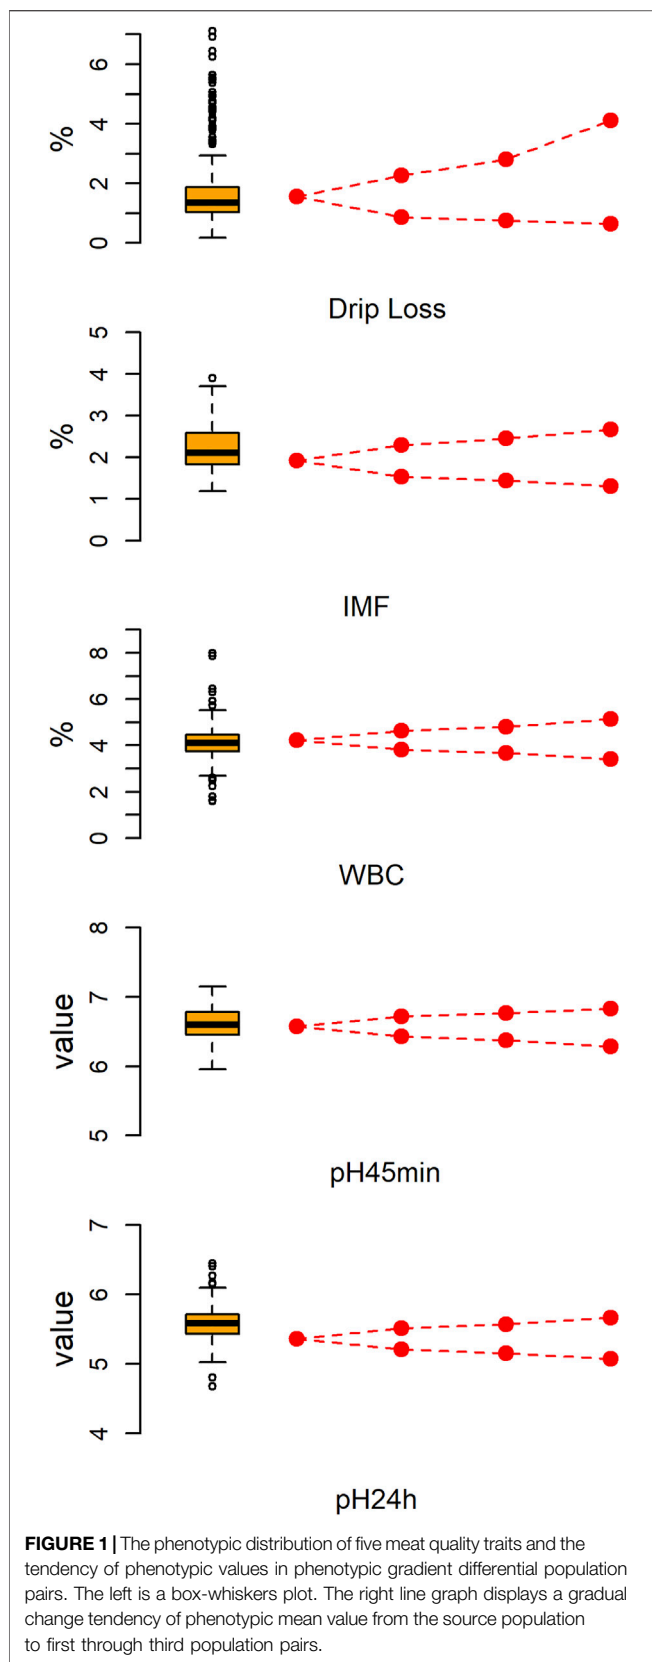 %
0
2
4
6
Drip Loss
%
0
1
2
3
4
5
IMF
%
0
2
4
6
8
WBC
value
5
6
7
8
pH45min
value
4
5
6
7
pH24h
FIGURE 1 | The phenotypic distribution of five meat quality traits and the
tendency of phenotypic values in phenotypic gradient differential population
pairs. The left is a box-whiskers plot. The right line graph displays a gradual
change tendency of phenotypic mean value from the source population
to first through third population pairs.